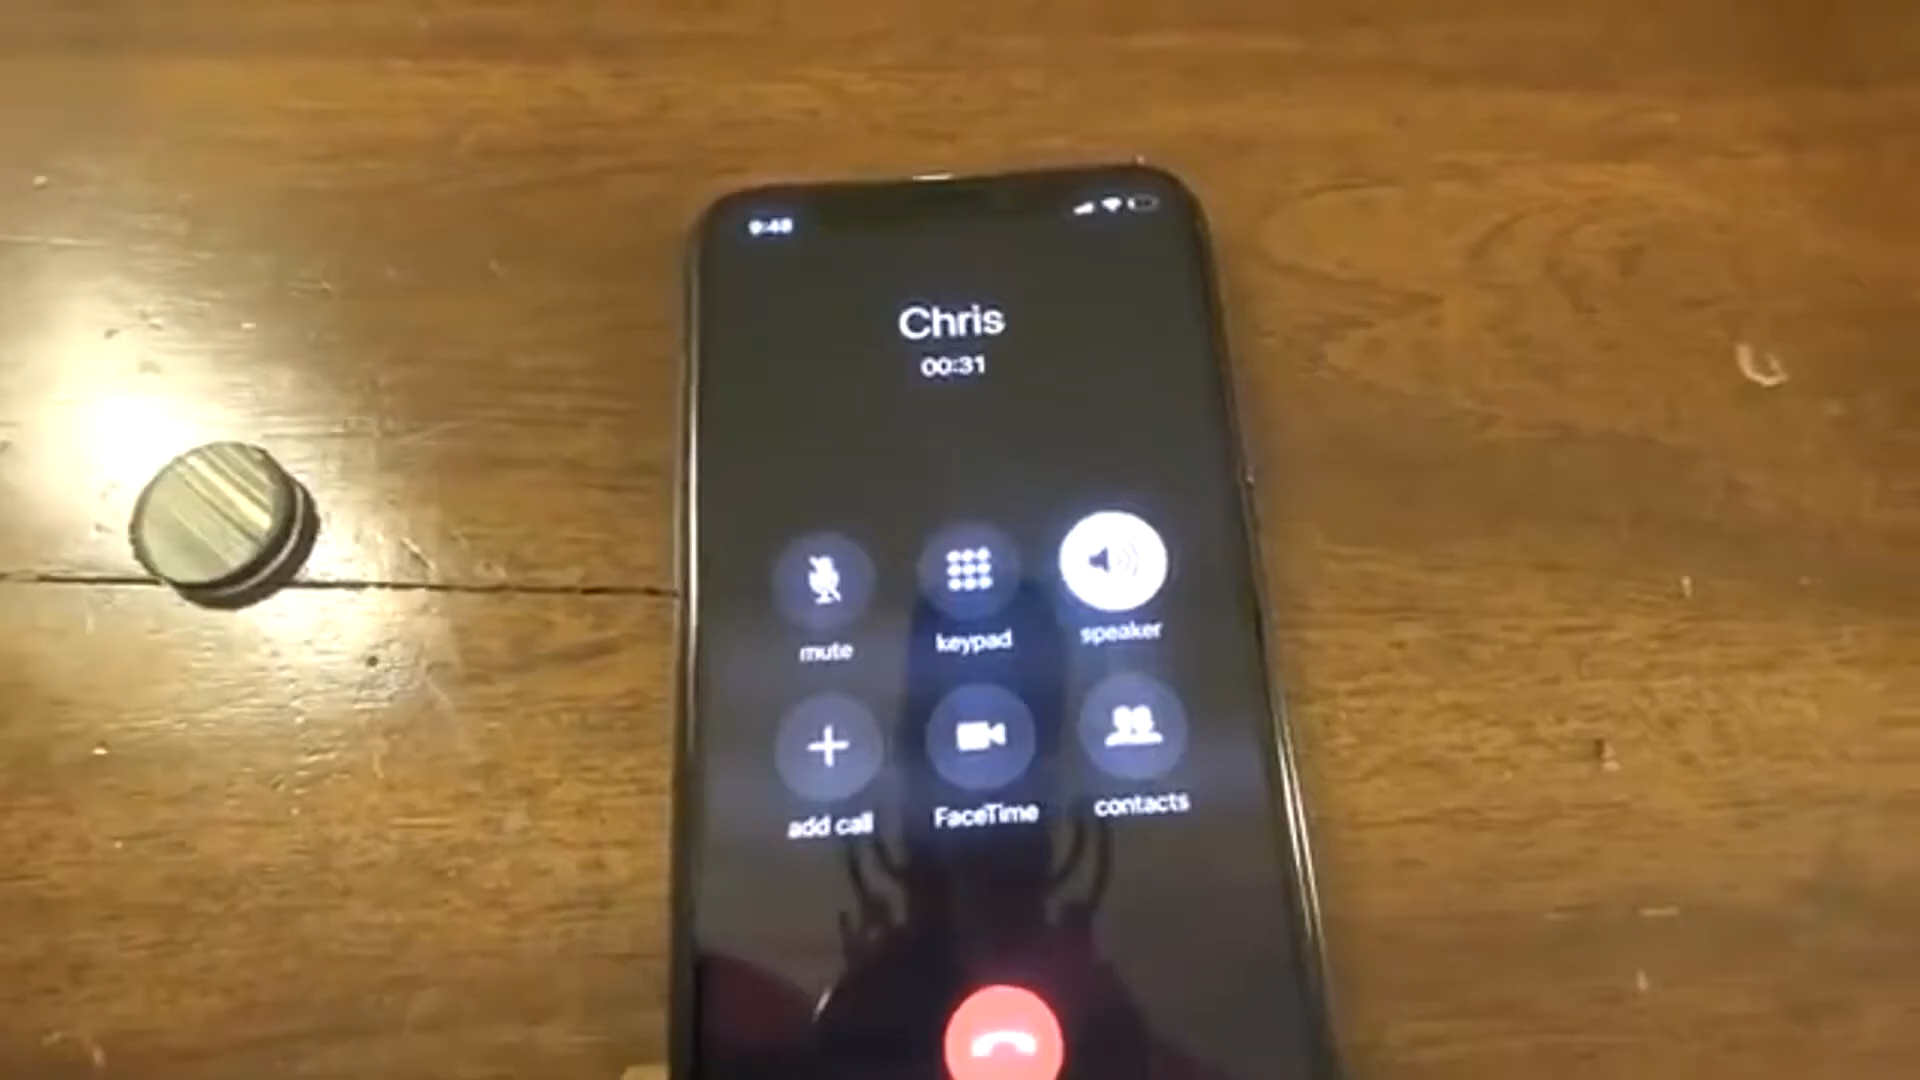 9:48
Chris
00:31
mute
keypad
speaker
add call
FaceTime
contacts